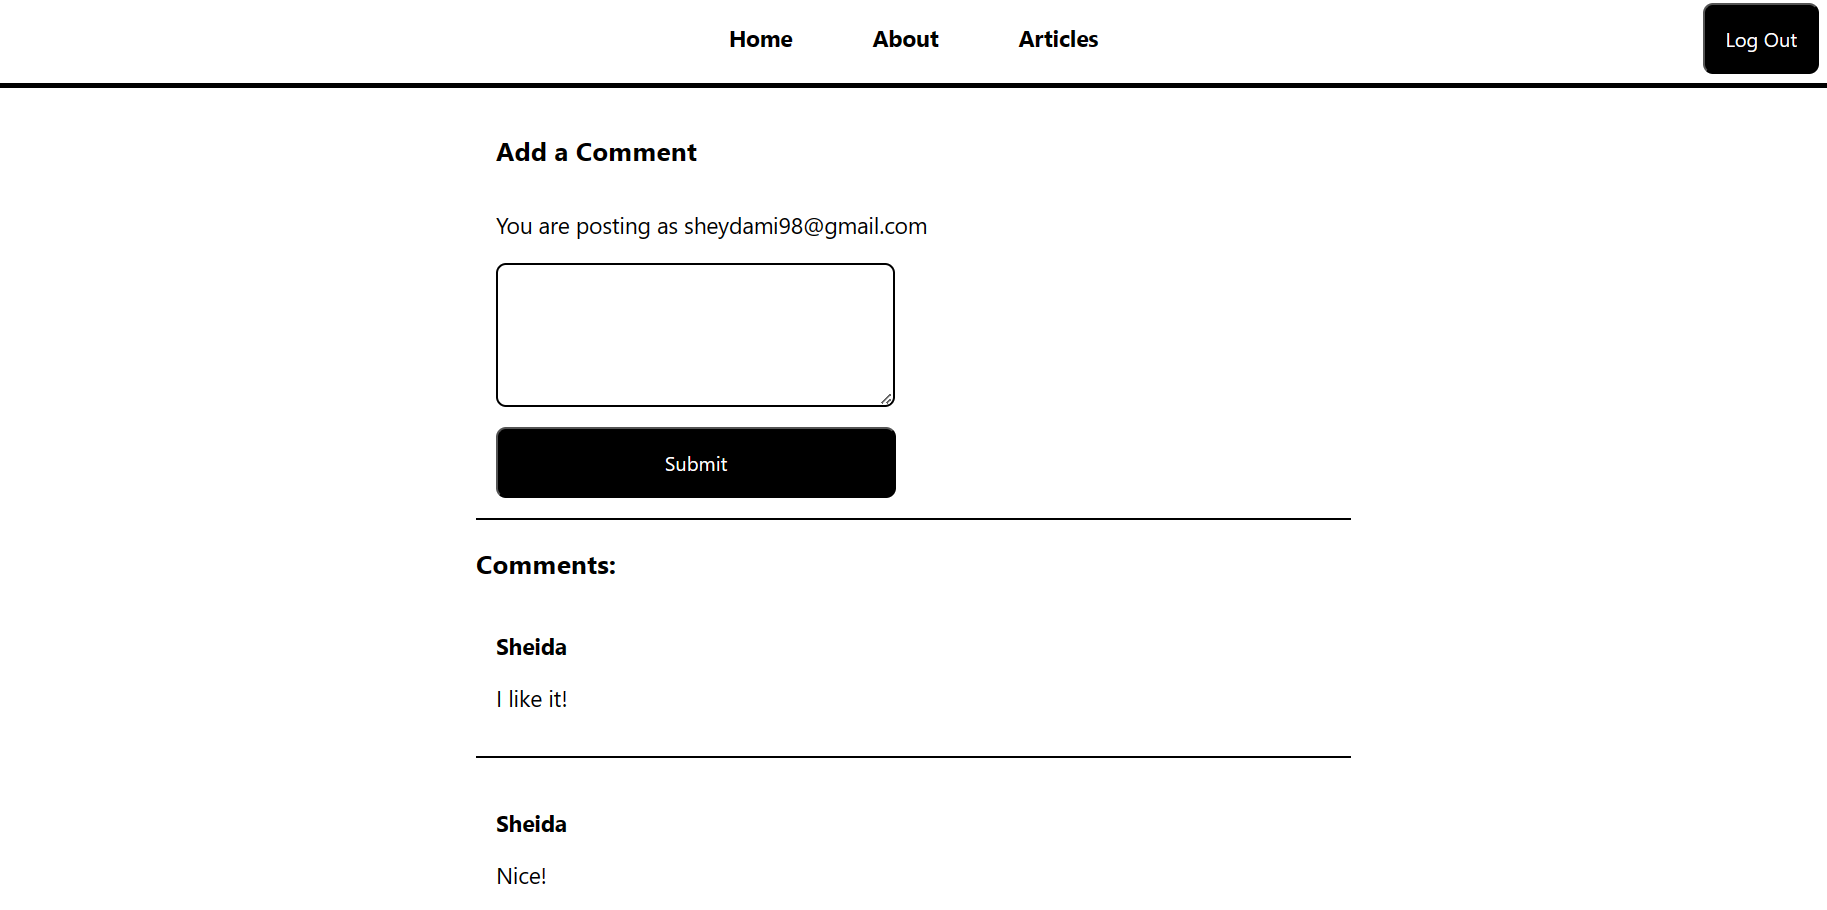 Home About Articles Log Out
Add a Comment
You are posting as sheydami98@gmail.com
Submit
Comments:
Sheida
I like it!
Sheida
Nice!